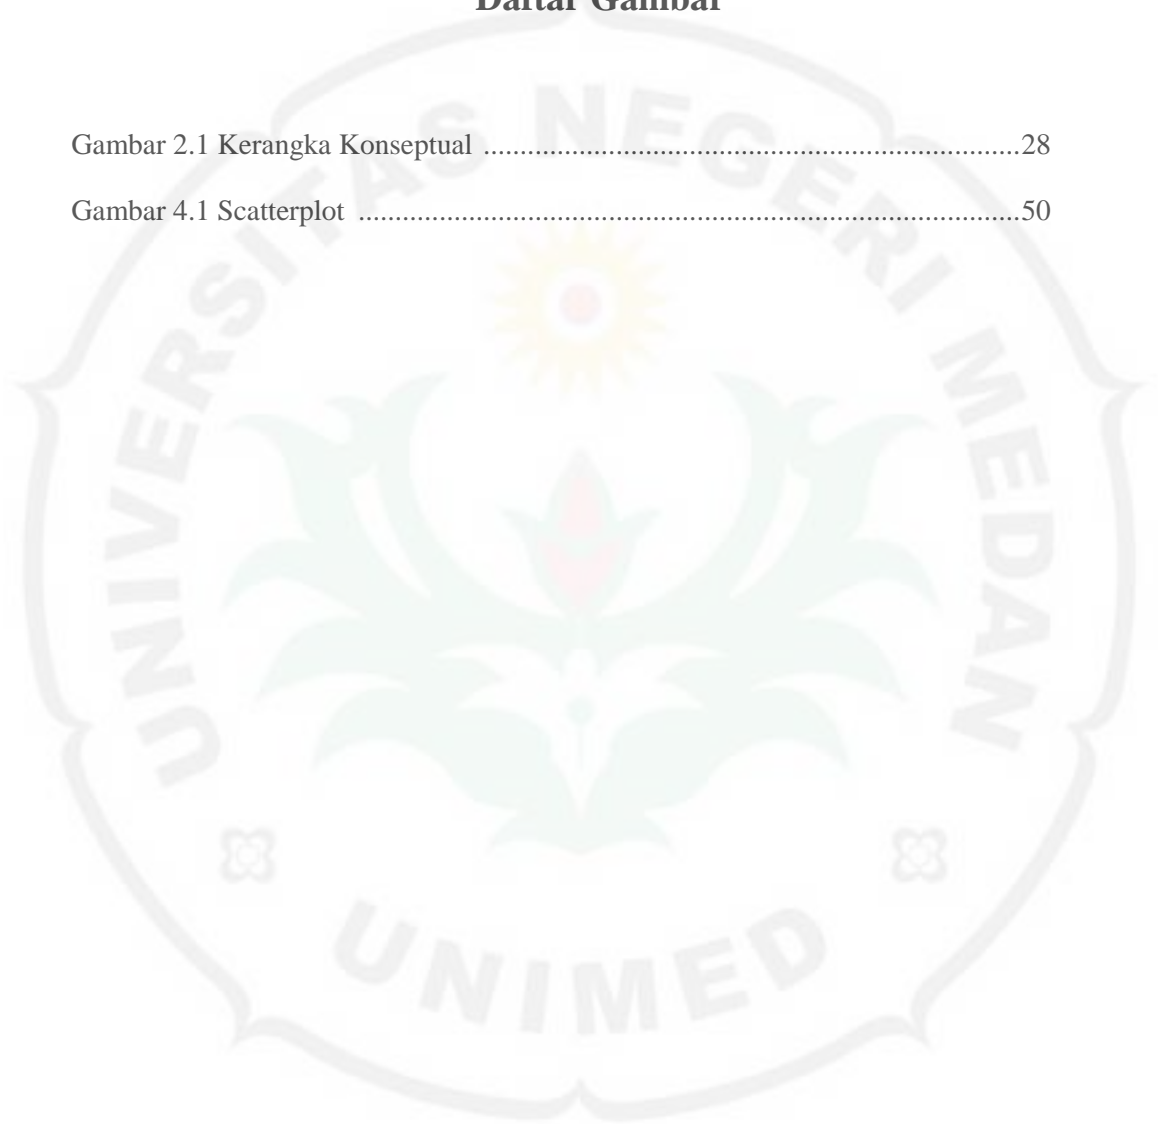 Daftar Gambar
Gambar 2.1 Kerangka Konseptual ..........................................................................28
Gambar 4.1 Scatterplot ...........................................................................................50
UNIVERSITAS NEGERI MEDAN
UNIMED